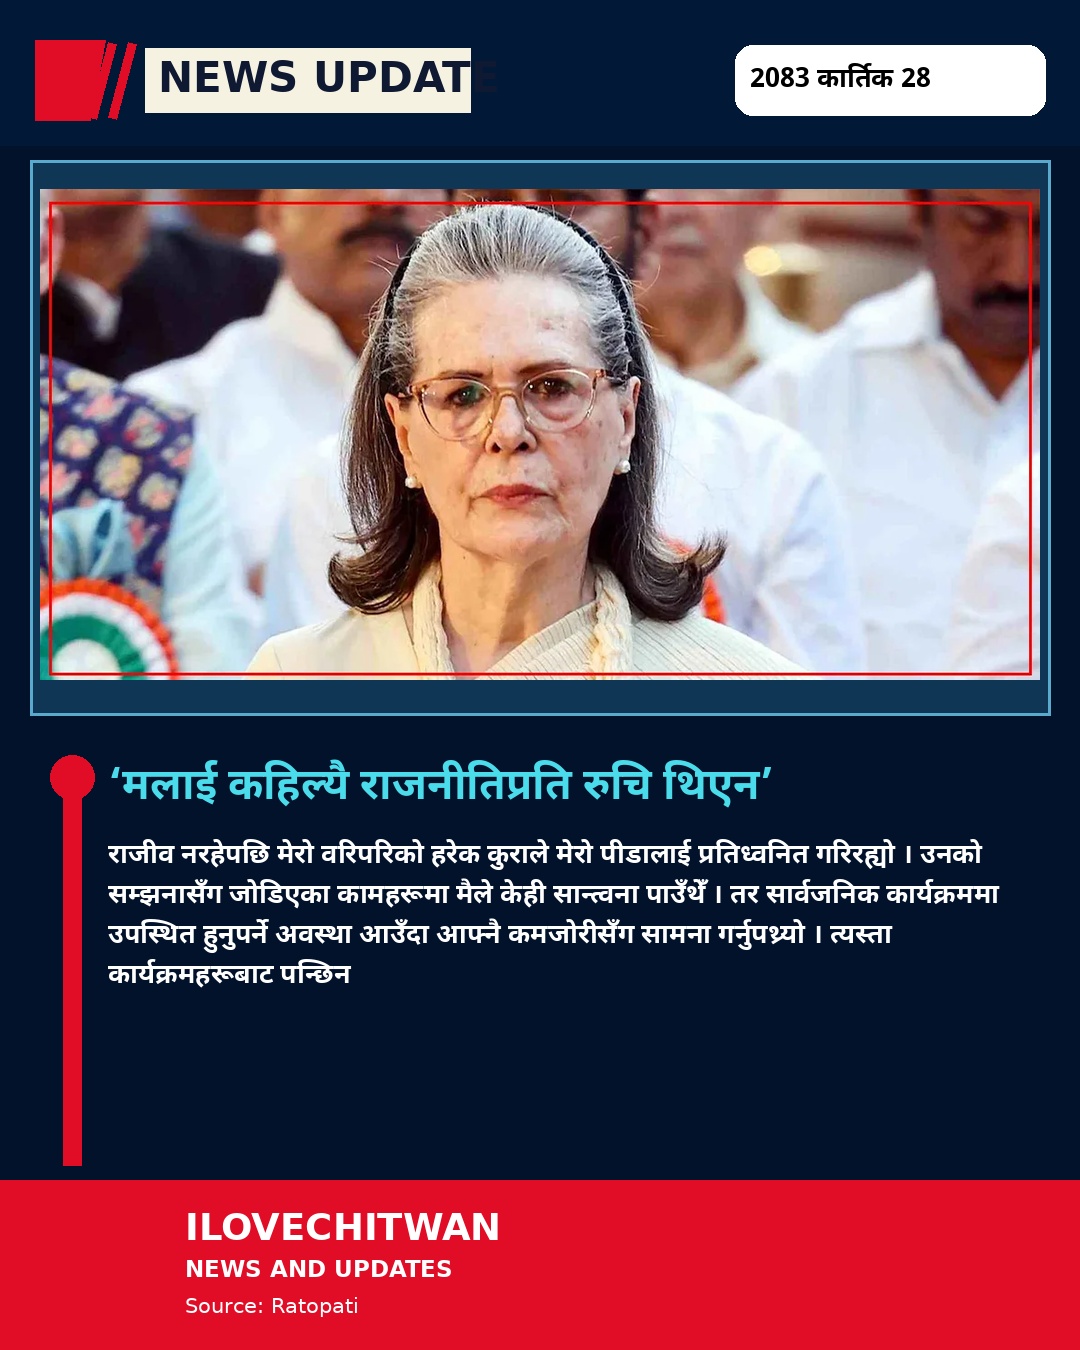 NEWS UPDATE
2083 कार्तिक 28
‘मलाई कहिल्यै राजनीतिप्रति रुचि थिएन’
राजीव नरहेपछि मेरो वरिपरिको हरेक कुराले मेरो पीडालाई प्रतिध्वनित गरिरह्यो । उनको
सम्झनासँग जोडिएका कामहरूमा मैले केही सान्त्वना पाउँथेँ । तर सार्वजनिक कार्यक्रममा
उपस्थित हुनुपर्ने अवस्था आउँदा आफ्नै कमजोरीसँग सामना गर्नुपथ्र्यो । त्यस्ता
कार्यक्रमहरूबाट पन्छिन
ILOVECHITWAN
NEWS AND UPDATES
Source: Ratopati